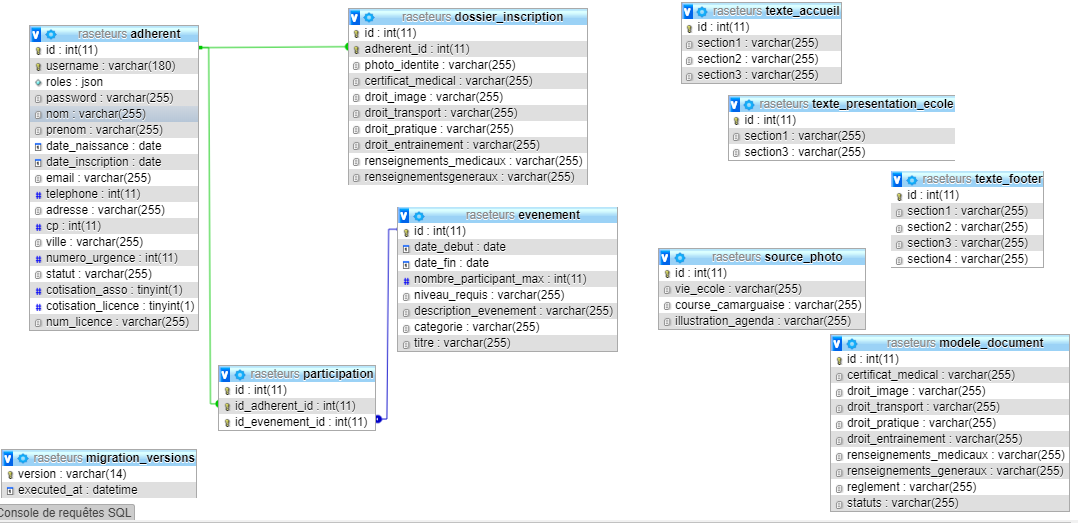 raseteurs adherent
id : int(11)
username : varchar(180)
roles : json
password : varchar(255)
nom : varchar(255)
prenom : varchar(255)
date_naissance : date
date_inscription : date
email : varchar(255)
telephone : int(11)
adresse : varchar(255)
cp : int(11)
ville : varchar(255)
numero_urgence : int(11)
statut : varchar(255)
cotisation_asso : tinyint(1)
cotisation_licence : tinyint(1)
num_licence : varchar(255)
raseteurs dossier_inscription
id : int(11)
adherent_id : int(11)
photo_identite : varchar(255)
certificat_medical : varchar(255)
droit_image : varchar(255)
droit_transport : varchar(255)
droit_pratique : varchar(255)
droit_entrainement : varchar(255)
renseignements_medicaux : varchar(255)
renseignementsgeneraux : varchar(255)
raseteurs evenement
id : int(11)
date_debut : date
date_fin : date
nombre_participant_max : int(11)
niveau_requis : varchar(255)
description_evenement : varchar(255)
categorie : varchar(255)
titre : varchar(255)
raseteurs participation
id : int(11)
id_adherent_id : int(11)
id_evenement_id : int(11)
raseteurs migration_versions
version : varchar(14)
executed_at : datetime
Console de requêtes SQL
raseteurs texte_accueil
id : int(11)
section1 : varchar(255)
section2 : varchar(255)
section3 : varchar(255)
raseteurs texte_presentation_ecole
id : int(11)
section1 : varchar(255)
section3 : varchar(255)
raseteurs texte_footer
id : int(11)
section1 : varchar(255)
section2 : varchar(255)
section3 : varchar(255)
section4 : varchar(255)
raseteurs source_photo
id : int(11)
vie_ecole : varchar(255)
course_camarguaise : varchar(255)
illustration_agenda : varchar(255)
raseteurs modele_document
id : int(11)
certificat_medical : varchar(255)
droit_image : varchar(255)
droit_transport : varchar(255)
droit_pratique : varchar(255)
droit_entrainement : varchar(255)
renseignements_medicaux : varchar(255)
renseignements_generaux : varchar(255)
reglement : varchar(255)
statuts : varchar(255)